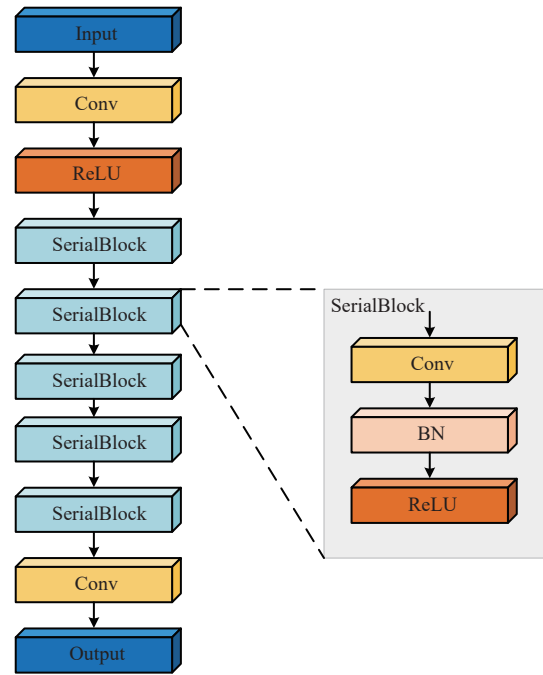 Input
Conv
ReLU
SerialBlock
SerialBlock
SerialBlock
SerialBlock
SerialBlock
Conv
Output
SerialBlock
Conv
BN
ReLU